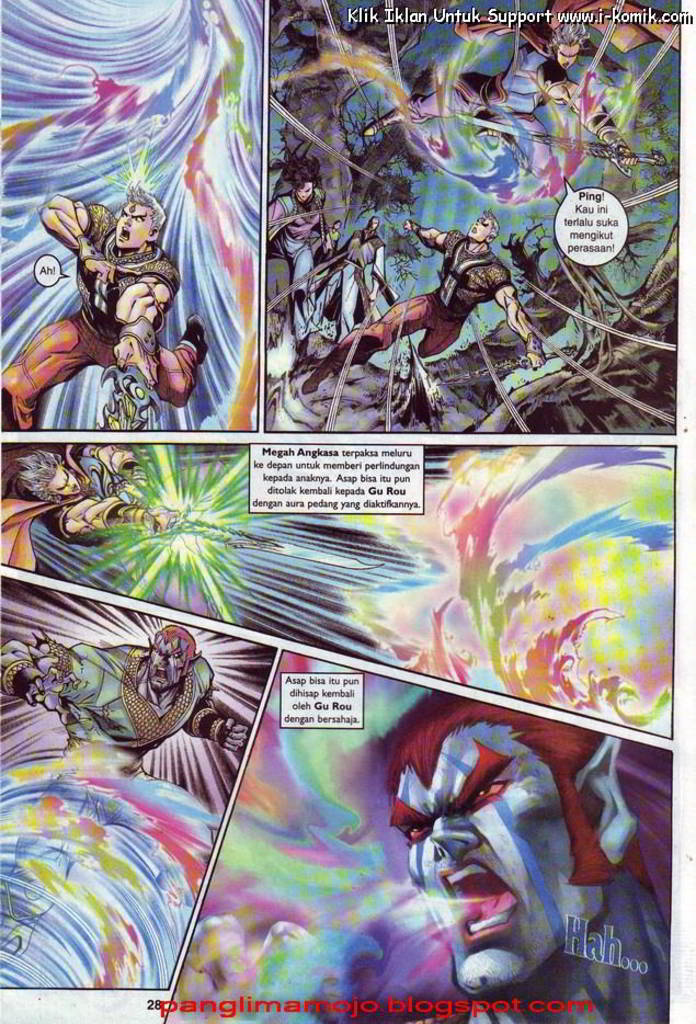 Klik Iklan Untuk Support www.i-komik.com
Ah!
Ping!
Kau ini
terlalu suka
mengikut
perasaan!
Megah Angkasa terpaksa meluru
ke depan untuk memberi perlindungan
kepada anaknya. Asap bisa itu pun
ditolak kembali kepada Gu Rou
dengan aura pedang yang diaktifkannya.
Asap bisa itu pun
dihisap kembali
oleh Gu Rou
dengan bersahaja.
Hah...
28
panglimamojo.blogspot.com